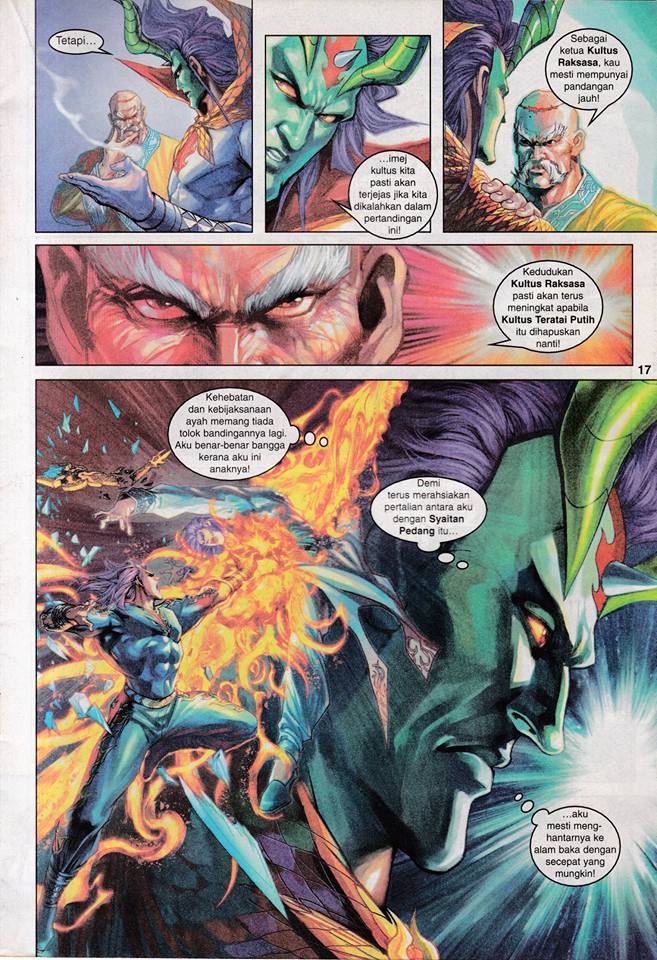 Tetapi...
...imej
kultus kita
pasti akan
terjejas jika kita
dikalahkan dalam
pertandingan
ini!
Sebagai
ketua Kultus
Raksasa, kau
mesti mempunyai
pandangan
jauh!
Kedudukan
Kultus Raksasa
pasti akan terus
meningkat apabila
Kultus Teratai Putih
itu dihapuskan
nanti!
17
Kehebatan
dan kebijaksanaan
ayah memang tiada
tolok bandingannya lagi.
Aku benar-benar bangga
kerana aku ini
anaknya!
Demi
terus merahsiakan
pertalian antara aku
dengan Syaitan
Pedang itu...
...aku
mesti meng-
hantarnya ke
alam baka dengan
secepat yang
mungkin!